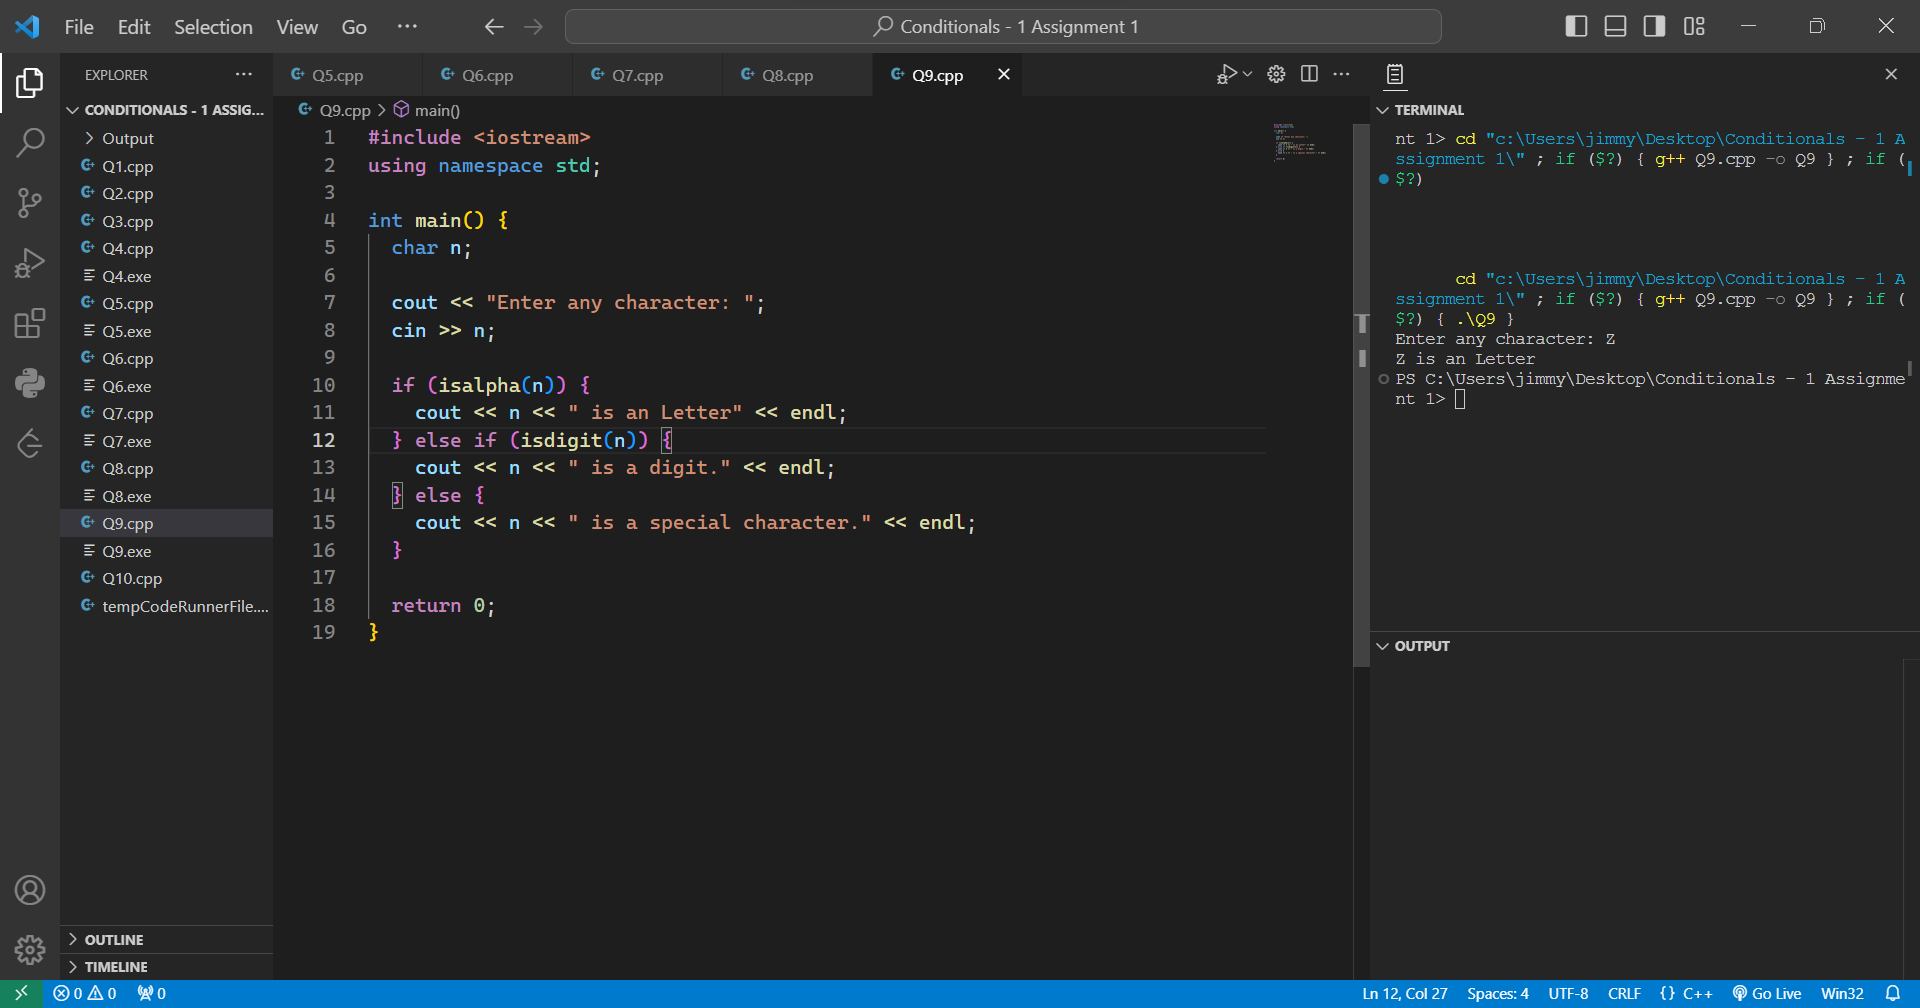 File Edit Selection View Go ··· Conditionals - 1 Assignment 1
EXPLORER ···
CONDITIONALS - 1 ASSIG...
Output
Q1.cpp
Q2.cpp
Q3.cpp
Q4.cpp
Q4.exe
Q5.cpp
Q5.exe
Q6.cpp
Q6.exe
Q7.cpp
Q7.exe
Q8.cpp
Q8.exe
Q9.cpp
Q9.exe
Q10.cpp
tempCodeRunnerFile....
OUTLINE
TIMELINE
Q5.cpp Q6.cpp Q7.cpp Q8.cpp Q9.cpp
Q9.cpp > main()
1 #include <iostream>
2 using namespace std;
3
4 int main() {
5 char n;
6
7 cout << "Enter any character: ";
8 cin >> n;
9
10 if (isalpha(n)) {
11 cout << n << " is an Letter" << endl;
12 } else if (isdigit(n)) {
13 cout << n << " is a digit." << endl;
14 } else {
15 cout << n << " is a special character." << endl;
16 }
17
18 return 0;
19 }
TERMINAL
nt 1> cd "c:\Users\jimmy\Desktop\Conditionals - 1 A
ssignment 1\" ; if ($?) { g++ Q9.cpp -o Q9 } ; if (
$?)
cd "c:\Users\jimmy\Desktop\Conditionals - 1 A
ssignment 1\" ; if ($?) { g++ Q9.cpp -o Q9 } ; if (
$?) { .\Q9 }
Enter any character: Z
Z is an Letter
PS C:\Users\jimmy\Desktop\Conditionals - 1 Assignme
nt 1>
OUTPUT
0 0 0 Ln 12, Col 27 Spaces: 4 UTF-8 CRLF {} C++ Go Live Win32